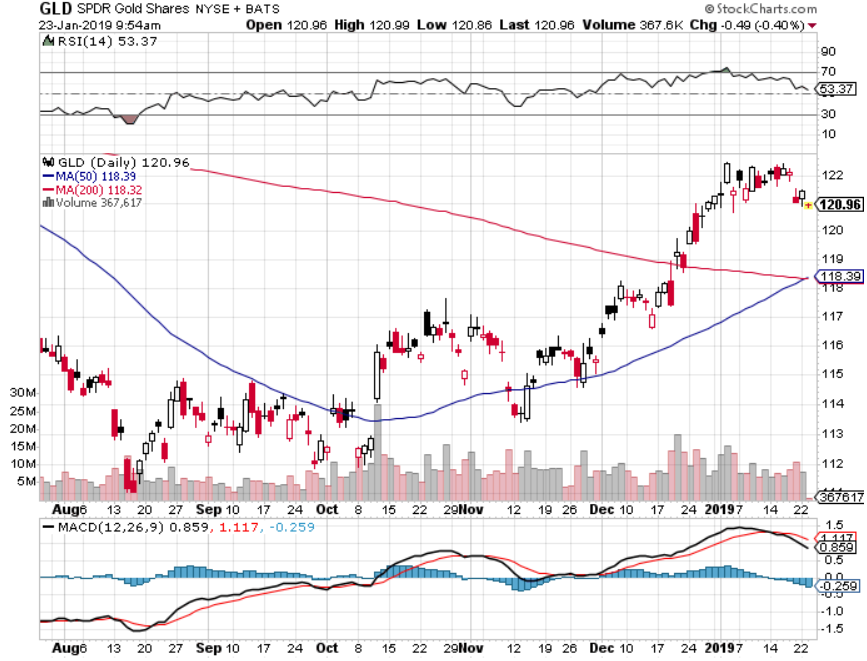 GLD SPDR Gold Shares NYSE + BATS © StockCharts.com
23-Jan-2019 9:54am Open 120.96 High 120.99 Low 120.86 Last 120.96 Volume 367.6K Chg -0.49 (-0.40%)
RSI(14) 53.37
90
70
53.37
30
10
GLD (Daily) 120.96
MA(50) 118.39
MA(200) 118.32
Volume 367,617
122
120.96
120
119
118.39
118
117
116
115
114
113
112
30M
25M
20M
15M
10M
5M
367617
Aug 6 13 20 27 Sep 10 17 24 Oct 8 15 22 29 Nov 12 19 26 Dec 10 17 24 2019 7 14 22
MACD(12,26,9) 0.859, 1.117, -0.259
1.5
1.117
0.859
0.5
0.0
-0.259
-0.5
-1.0
-1.5
Aug 6 13 20 27 Sep 10 17 24 Oct 8 15 22 29 Nov 12 19 26 Dec 10 17 24 2019 7 14 22